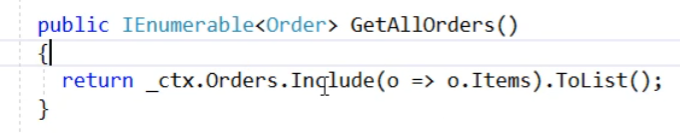 public IEnumerable<Order> GetAllOrders()
{
return _ctx.Orders.Include(o => o.Items).ToList();
}